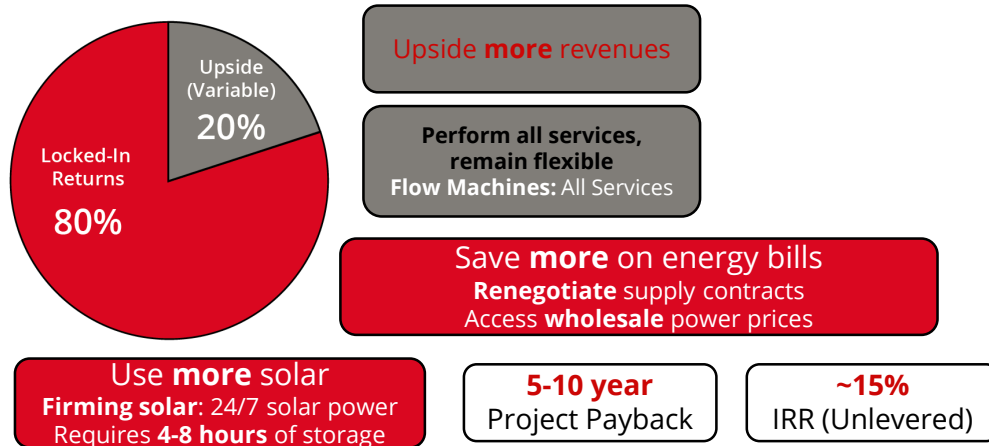 Upside
(Variable)
20%
Locked-In
Returns
80%
Upside more revenues
Perform all services,
remain flexible
Flow Machines: All Services
Save more on energy bills
Renegotiate supply contracts
Access wholesale power prices
Use more solar
Firming solar: 24/7 solar power
Requires 4-8 hours of storage
5-10 year
Project Payback
~15%
IRR (Unlevered)